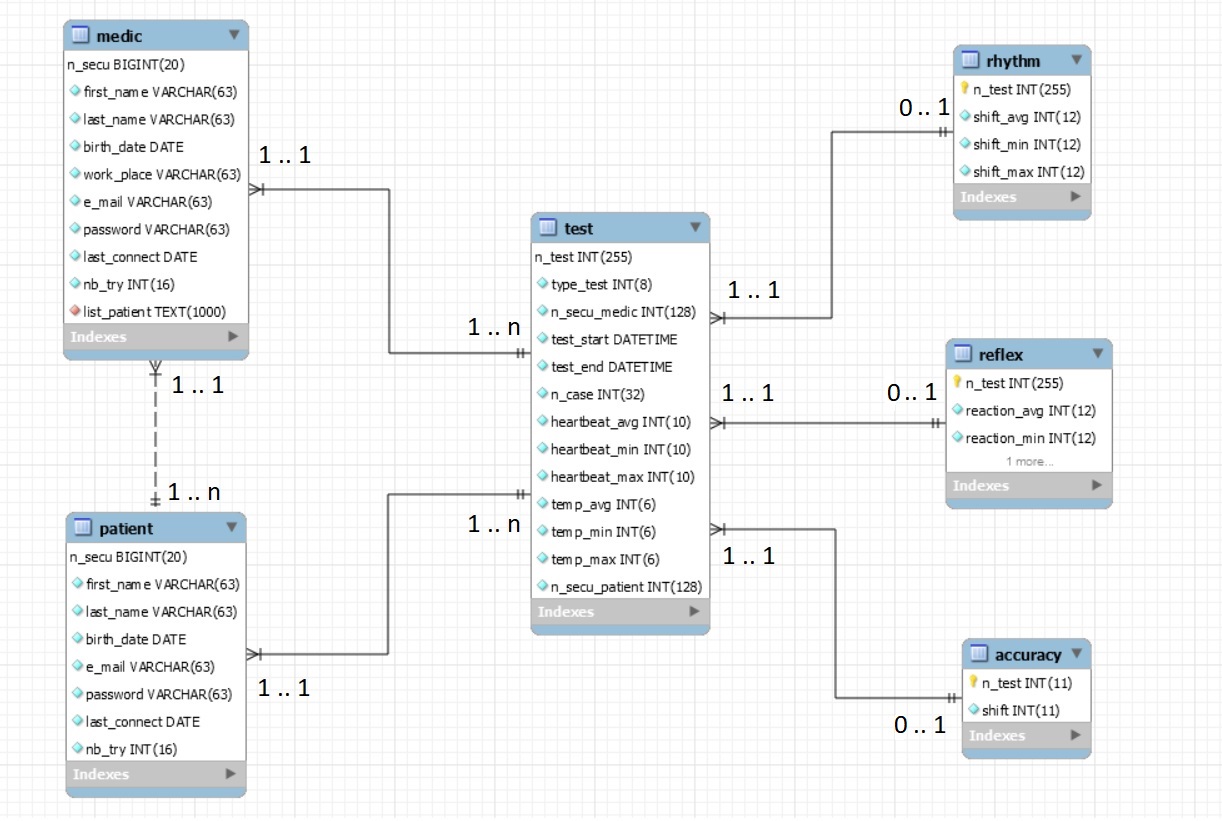 medic
n_secu BIGINT(20)
first_name VARCHAR(63)
last_name VARCHAR(63)
birth_date DATE
work_place VARCHAR(63)
e_mail VARCHAR(63)
password VARCHAR(63)
last_connect DATE
nb_try INT(16)
list_patient TEXT(1000)
Indexes
1 .. 1
1 .. 1
1 .. n
patient
n_secu BIGINT(20)
first_name VARCHAR(63)
last_name VARCHAR(63)
birth_date DATE
e_mail VARCHAR(63)
password VARCHAR(63)
last_connect DATE
nb_try INT(16)
Indexes
1 .. 1
1 .. n
1 .. n
test
n_test INT(255)
type_test INT(8)
n_secu_medic INT(128)
test_start DATETIME
test_end DATETIME
n_case INT(32)
heartbeat_avg INT(10)
heartbeat_min INT(10)
heartbeat_max INT(10)
temp_avg INT(6)
temp_min INT(6)
temp_max INT(6)
n_secu_patient INT(128)
Indexes
1 .. 1
1 .. 1
1 .. 1
0 .. 1
rhythm
n_test INT(255)
shift_avg INT(12)
shift_min INT(12)
shift_max INT(12)
Indexes
0 .. 1
reflex
n_test INT(255)
reaction_avg INT(12)
reaction_min INT(12)
1 more...
Indexes
0 .. 1
accuracy
n_test INT(11)
shift INT(11)
Indexes